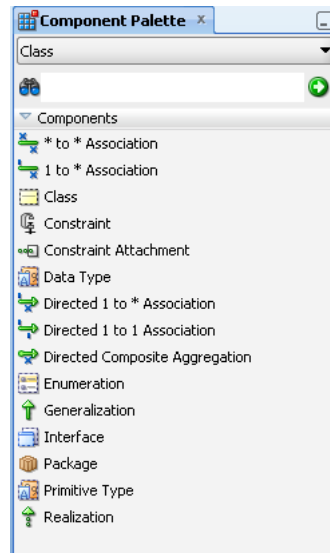 Component Palette
Class
Components
* to * Association
1 to * Association
Class
Constraint
Constraint Attachment
Data Type
Directed 1 to * Association
Directed 1 to 1 Association
Directed Composite Aggregation
Enumeration
Generalization
Interface
Package
Primitive Type
Realization